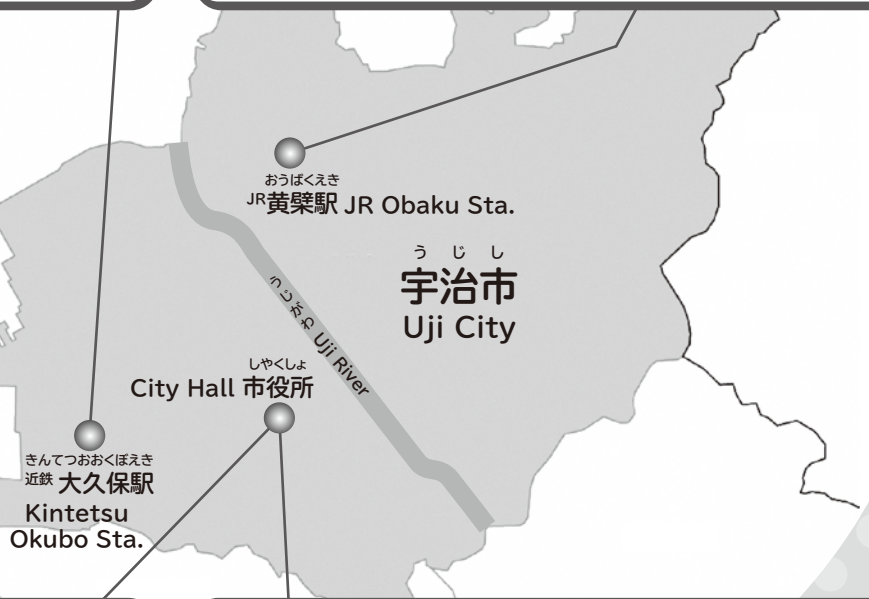 おうばくえき
JR黄檗駅 JR Obaku Sta.
うじし
宇治市
Uji City
うじがわ Uji River
しやくしょ
City Hall 市役所
きんてつおおくぼえき
近鉄 大久保駅
Kintetsu
Okubo Sta.